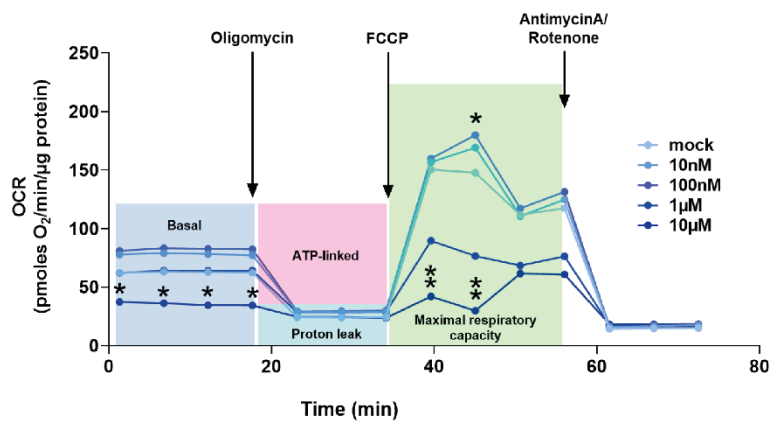 Oligomycin
FCCP
AntimycinA/
Rotenone
250
200
150
100
50
0
OCR
(pmoles O₂/min/µg protein)
Basal
ATP-linked
Proton leak
Maximal respiratory
capacity
*
* * * *
* *
* *
mock
10nM
100nM
1µM
10µM
0 20 40 60 80
Time (min)